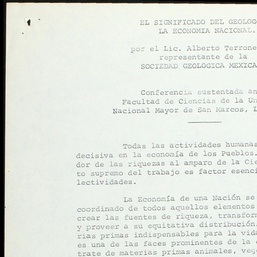 EL SIGNIFICADO DEL GEOLOG
LA ECONOMIA NACIONAL.
por el Lic. Alberto Terrone
representante de la
SOCIEDAD GEOLOGICA MEXICA
Conferencia sustentada an
Facultad de Ciencias de la Un
Nacional Mayor de San Marcos, L
Todas las actividades humanas
decisiva en la economía de los Pueblos.
dor de las riquezas al amparo de la Cie
to supremo del trabajo es factor esenci
lectividades.
La Economía de una Nación se
coordinado de todos aquellos elementos
crear las fuentes de riqueza, transform
y proveer a su equitativa distribución.
rias primas indispensables para la vida
es una de las faces prominentes de la e
trate de materias primas animales, veg